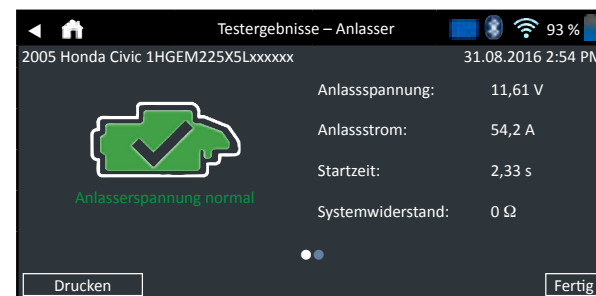 Testergebnisse – Anlasser 93 %
2005 Honda Civic 1HGEM225X5Lxxxxxx 31.08.2016 2:54 PM
Anlassspannung: 11,61 V
Anlassstrom: 54,2 A
Startzeit: 2,33 s
Anlasserspannung normal
Systemwiderstand: 0 Ω
Drucken Fertig